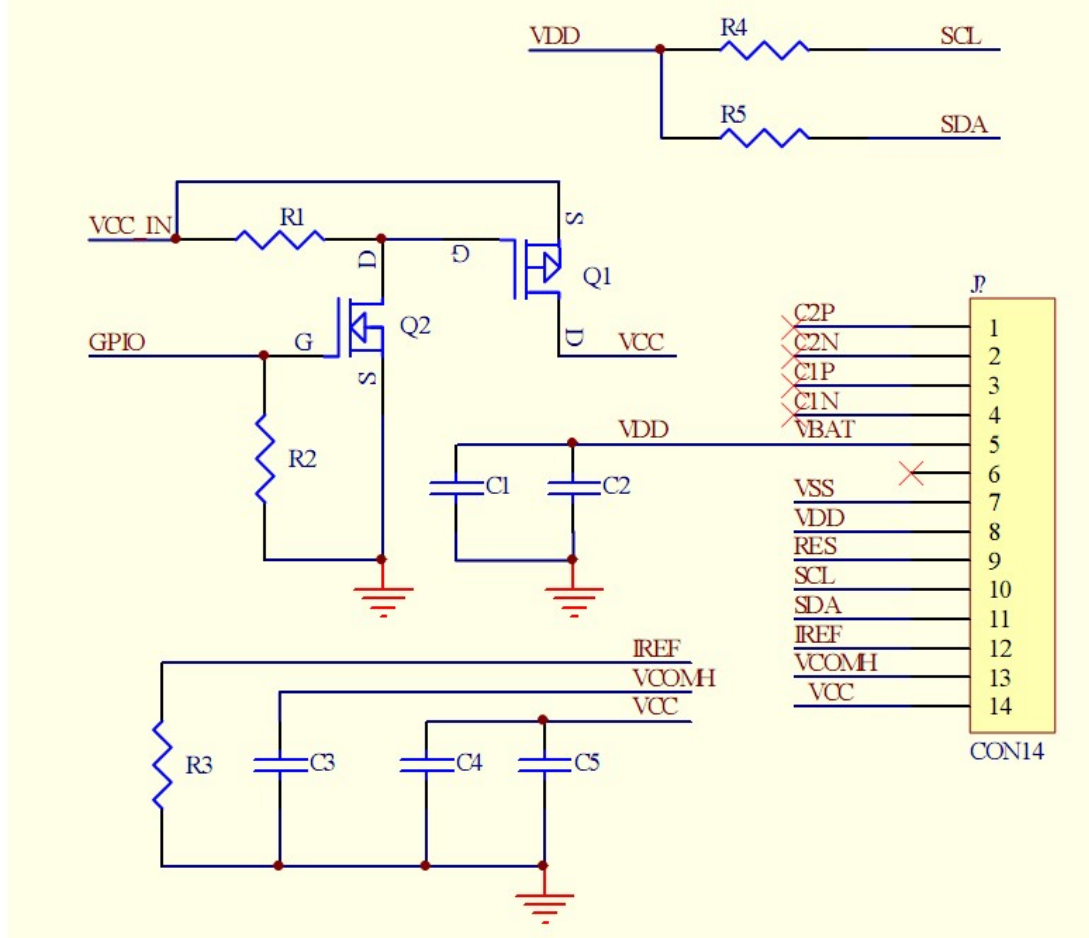 VDD
R4
SCL
R5
SDA
VCC_IN
R1
D
G
S
Q1
D
VCC
GPIO
G
Q2
S
R2
J?
C2P 1
C2N 2
C1P 3
C1N 4
VDD VBAT 5
6
VSS 7
VDD 8
RES 9
SCL 10
SDA 11
IREF 12
VCOMH 13
VCC 14
CON14
C1
C2
IREF
VCOMH
VCC
R3
C3
C4
C5